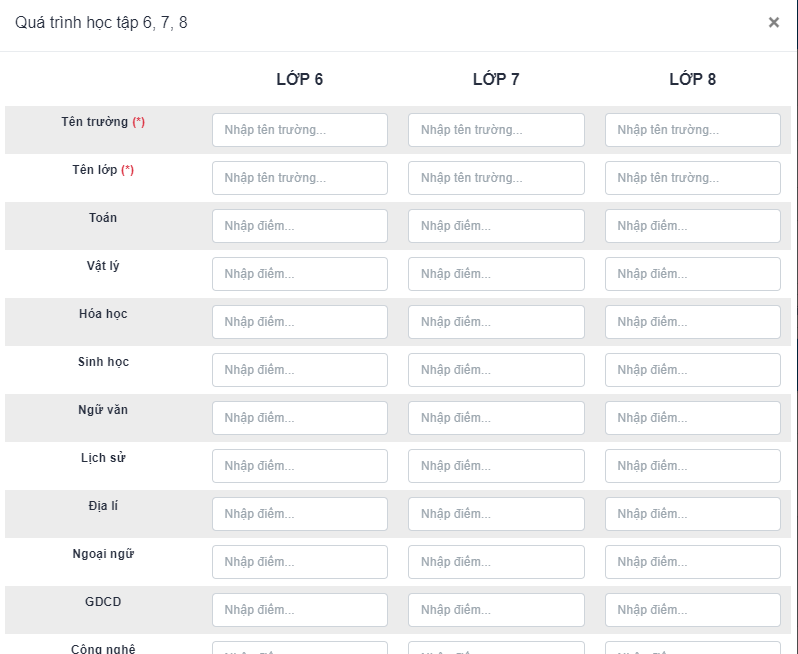 Quá trình học tập 6, 7, 8 ×
LỚP 6 LỚP 7 LỚP 8
Tên trường (*) Nhập tên trường... Nhập tên trường... Nhập tên trường...
Tên lớp (*) Nhập tên trường... Nhập tên trường... Nhập tên trường...
Toán Nhập điểm... Nhập điểm... Nhập điểm...
Vật lý Nhập điểm... Nhập điểm... Nhập điểm...
Hóa học Nhập điểm... Nhập điểm... Nhập điểm...
Sinh học Nhập điểm... Nhập điểm... Nhập điểm...
Ngữ văn Nhập điểm... Nhập điểm... Nhập điểm...
Lịch sử Nhập điểm... Nhập điểm... Nhập điểm...
Địa lí Nhập điểm... Nhập điểm... Nhập điểm...
Ngoại ngữ Nhập điểm... Nhập điểm... Nhập điểm...
GDCD Nhập điểm... Nhập điểm... Nhập điểm...
Công nghệ